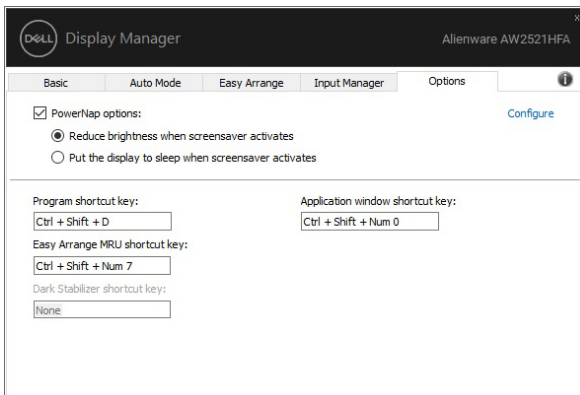 DELL Display Manager
Alienware AW2521HFA
Basic Auto Mode Easy Arrange Input Manager Options
PowerNap options:
Configure
Reduce brightness when screensaver activates
Put the display to sleep when screensaver activates
Program shortcut key:
Application window shortcut key:
Ctrl + Shift + D
Ctrl + Shift + Num 0
Easy Arrange MRU shortcut key:
Ctrl + Shift + Num 7
Dark Stabilizer shortcut key:
None